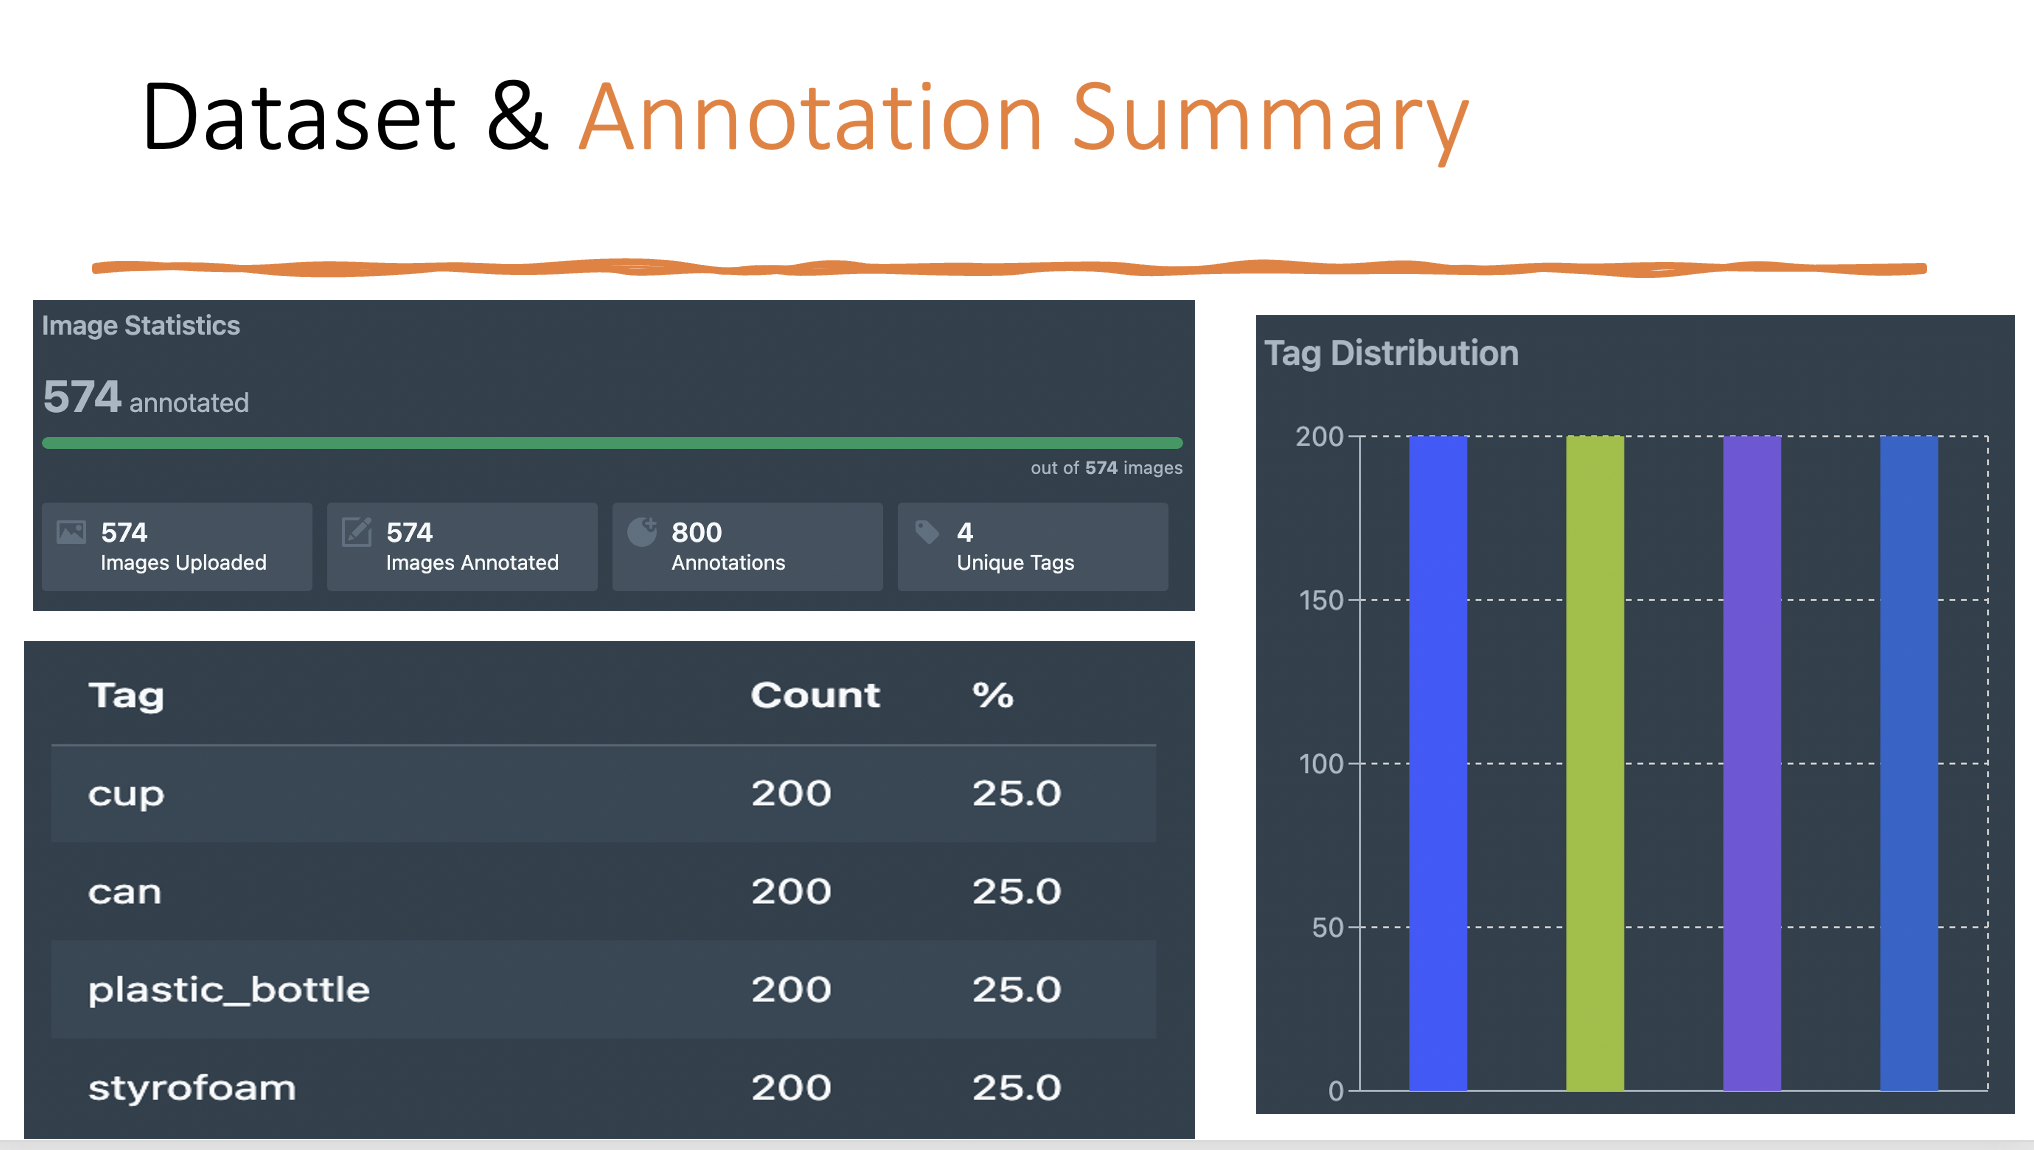 Dataset & Annotation Summary
Image Statistics
574 annotated
out of 574 images
574
Images Uploaded
574
Images Annotated
800
Annotations
4
Unique Tags
Tag Count %
cup 200 25.0
can 200 25.0
plastic_bottle 200 25.0
styrofoam 200 25.0
Tag Distribution
200
150
100
50
0